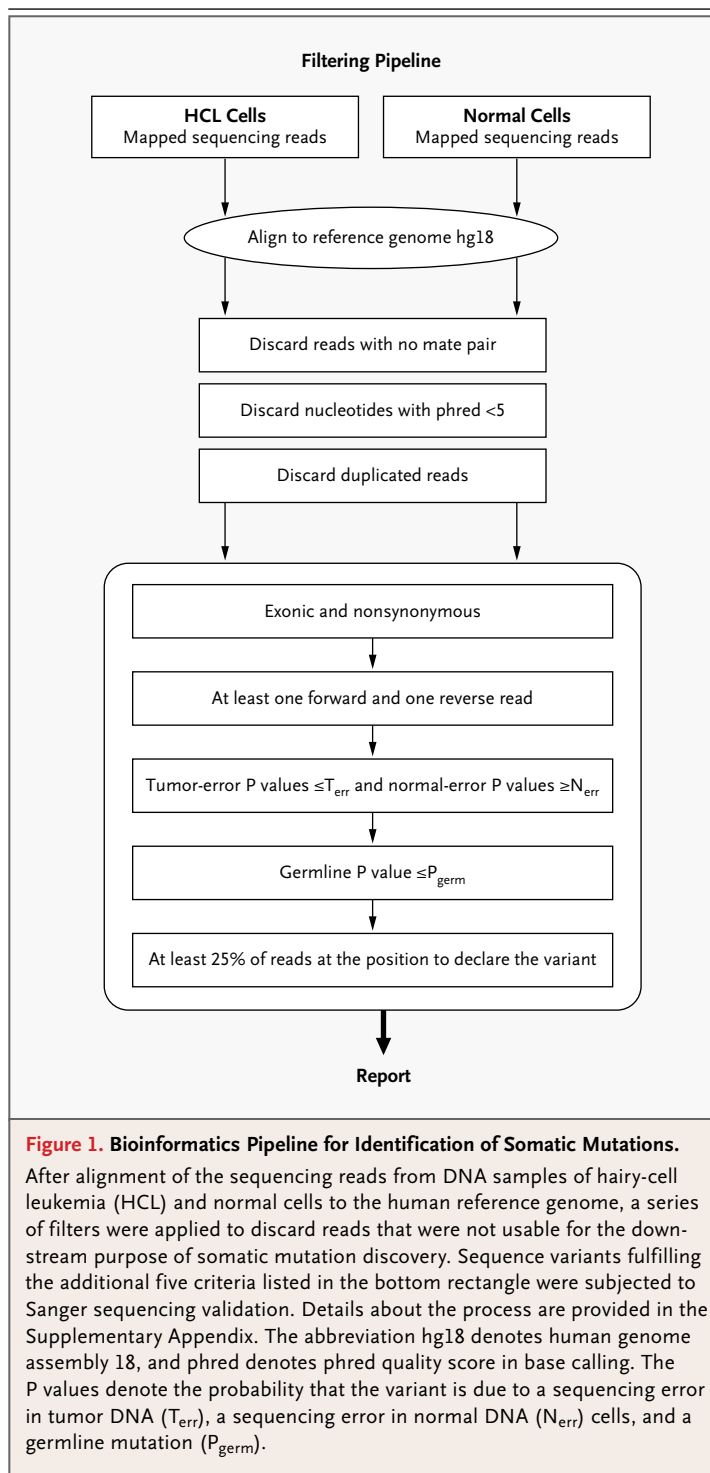 Filtering Pipeline
HCL Cells
Mapped sequencing reads
Normal Cells
Mapped sequencing reads
Align to reference genome hg18
Discard reads with no mate pair
Discard nucleotides with phred <5
Discard duplicated reads
Exonic and nonsynonymous
At least one forward and one reverse read
Tumor-error P values ≤Terr and normal-error P values ≥Nerr
Germline P value ≤Pgerm
At least 25% of reads at the position to declare the variant
Report
Figure 1. Bioinformatics Pipeline for Identification of Somatic Mutations.
After alignment of the sequencing reads from DNA samples of hairy-cell
leukemia (HCL) and normal cells to the human reference genome, a series
of filters were applied to discard reads that were not usable for the down-
stream purpose of somatic mutation discovery. Sequence variants fulfilling
the additional five criteria listed in the bottom rectangle were subjected to
Sanger sequencing validation. Details about the process are provided in the
Supplementary Appendix. The abbreviation hg18 denotes human genome
assembly 18, and phred denotes phred quality score in base calling. The
P values denote the probability that the variant is due to a sequencing error
in tumor DNA (Terr), a sequencing error in normal DNA (Nerr) cells, and a
germline mutation (Pgerm).